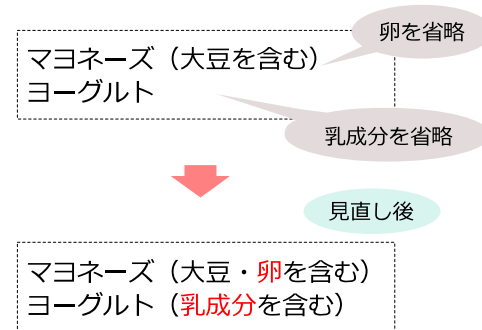 卵を省略
マヨネーズ（大豆を含む）
ヨーグルト
乳成分を省略
見直し後
マヨネーズ（大豆・卵を含む）
ヨーグルト（乳成分を含む）